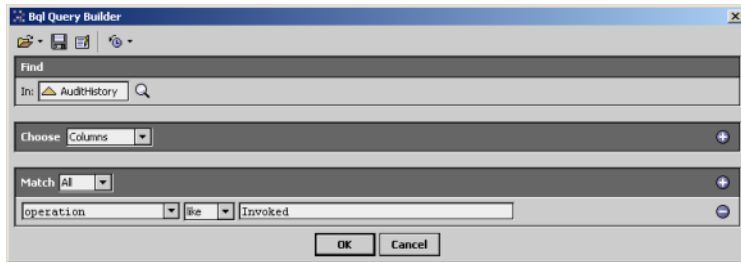 Bql Query Builder
Find
In: AuditHistory
Choose Columns
Match All
operation like Invoked
OK Cancel